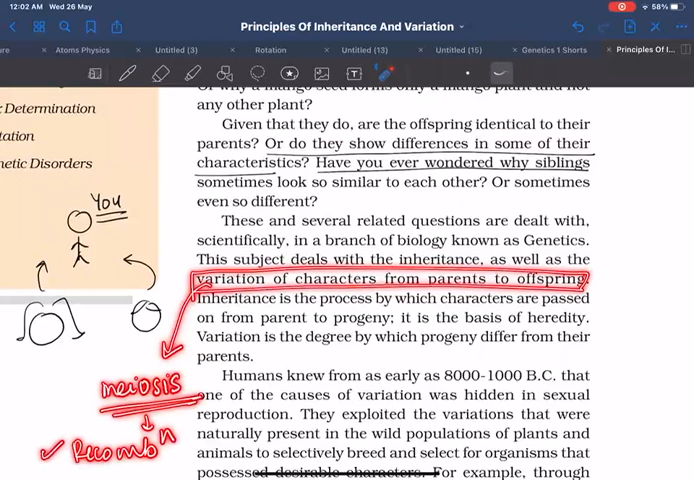 12:02 AM Wed 26 May
58%
Principles Of Inheritance And Variation
Atoms Physics
Untitled (3)
Rotation
Untitled (13)
Untitled (15)
Genetics 1 Shorts
Principles Of I...
Determination
netic Disorders
any other plant?
Given that they do, are the offspring identical to their
parents? Or do they show differences in some of their
characteristics? Have you ever wondered why siblings
sometimes look so similar to each other? Or sometimes
even so different?
You
These and several related questions are dealt with,
scientifically, in a branch of biology known as Genetics.
This subject deals with the inheritance, as well as the
variation of characters from parents to offspring.
Inheritance is the process by which characters are passed
on from parent to progeny; it is the basis of heredity.
Variation is the degree by which progeny differ from their
parents.
meiosis
Recombn
Humans knew from as early as 8000-1000 B.C. that
one of the causes of variation was hidden in sexual
reproduction. They exploited the variations that were
naturally present in the wild populations of plants and
animals to selectively breed and select for organisms that
possessed desirable characters. For example, through